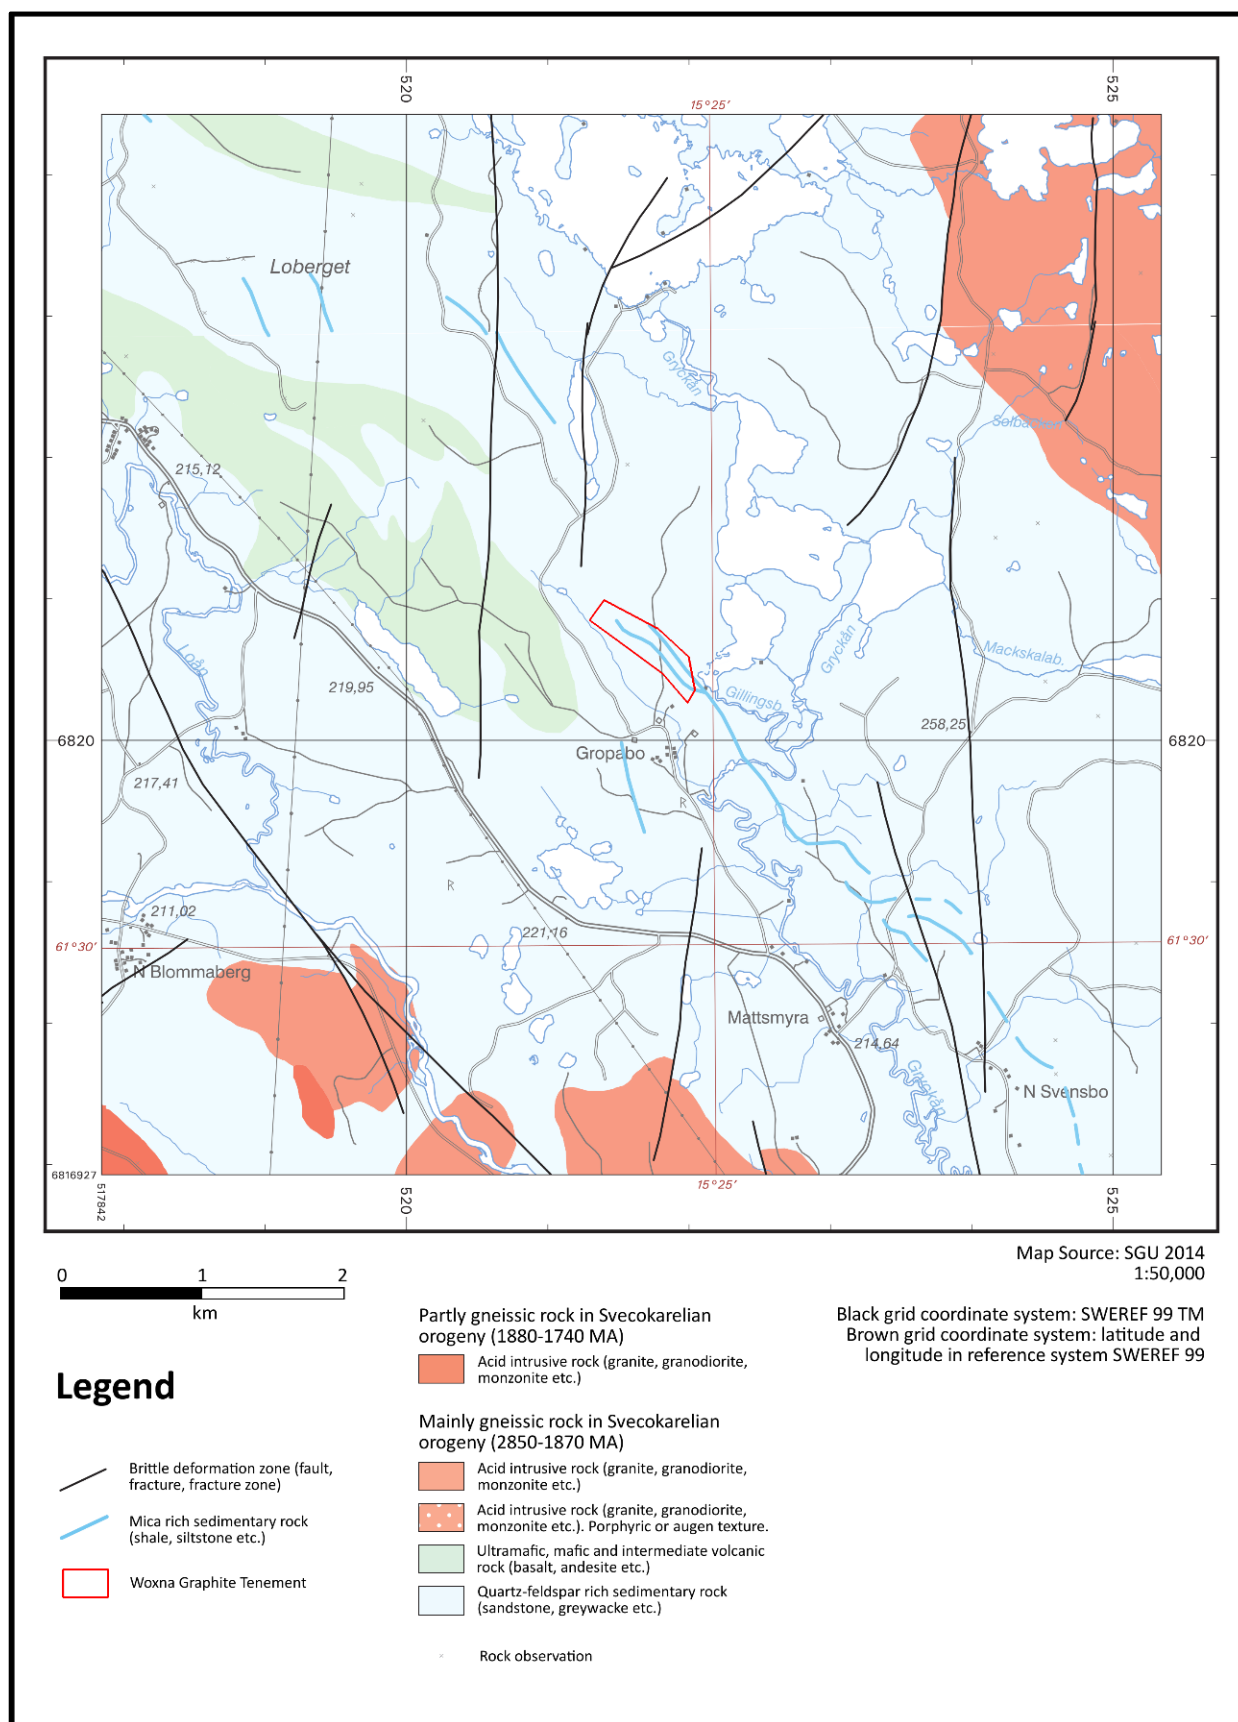 520
15°25’
525
Loberget
Gryckån
Solbäcken
215,12
Loån
Gryckån
Mackskalab.
219,95
Gillingsb.
258,25
6820
6820
Gropabo
217,41
R
R
211,02
61°30’
221,16
61°30’
N Blommaberg
Mattsmyra
214,64
Gryckån
N Svensbo
6816927
517842
520
15°25’
525
Map Source: SGU 2014
1:50,000
0 1 2
km
Black grid coordinate system: SWEREF 99 TM
Brown grid coordinate system: latitude and
longitude in reference system SWEREF 99
Legend
Brittle deformation zone (fault,
fracture, fracture zone)
Mica rich sedimentary rock
(shale, siltstone etc.)
Woxna Graphite Tenement
Partly gneissic rock in Svecokarelian
orogeny (1880-1740 MA)
Acid intrusive rock (granite, granodiorite,
monzonite etc.)
Mainly gneissic rock in Svecokarelian
orogeny (2850-1870 MA)
Acid intrusive rock (granite, granodiorite,
monzonite etc.)
Acid intrusive rock (granite, granodiorite,
monzonite etc.). Porphyric or augen texture.
Ultramafic, mafic and intermediate volcanic
rock (basalt, andesite etc.)
Quartz-feldspar rich sedimentary rock
(sandstone, greywacke etc.)
Rock observation